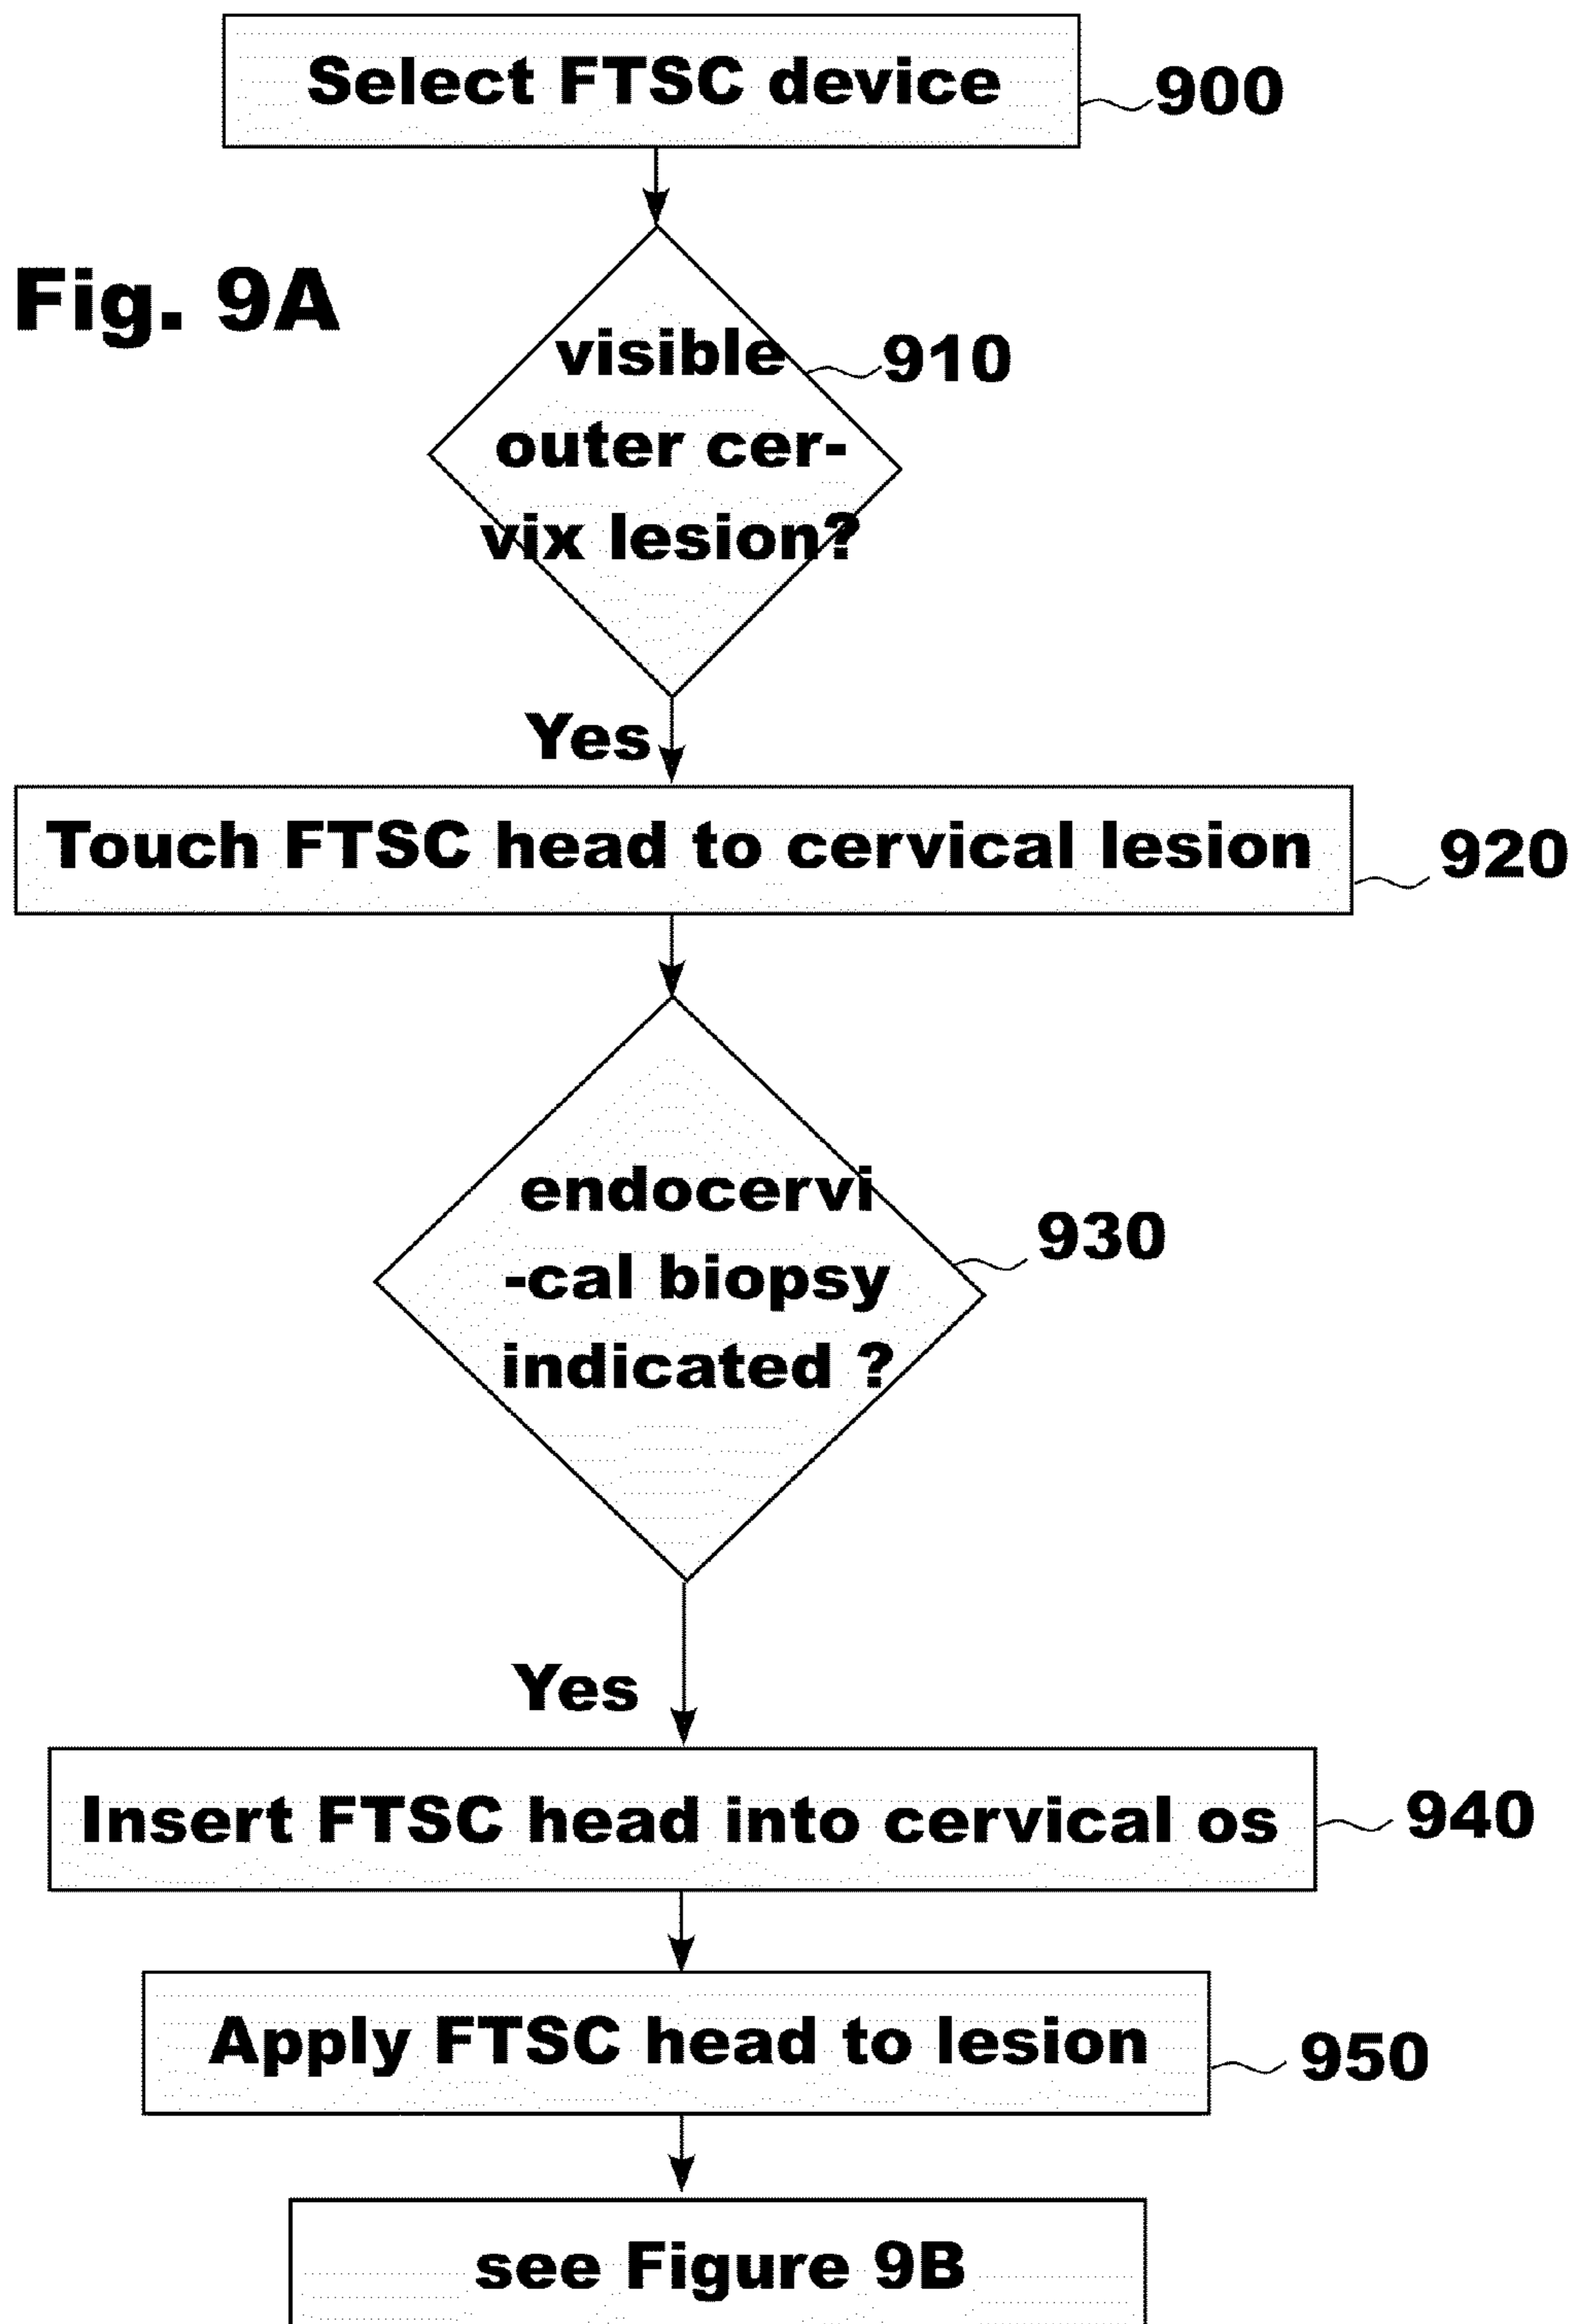 Select FTSC device
900
Fig. 9A
visible
910
outer cer-
vix lesion?
Yes
Touch FTSC head to cervical lesion
920
endocervi
930
-cal biopsy
indicated ?
Yes
Insert FTSC head into cervical os
940
Apply FTSC head to lesion
950
see Figure 9B